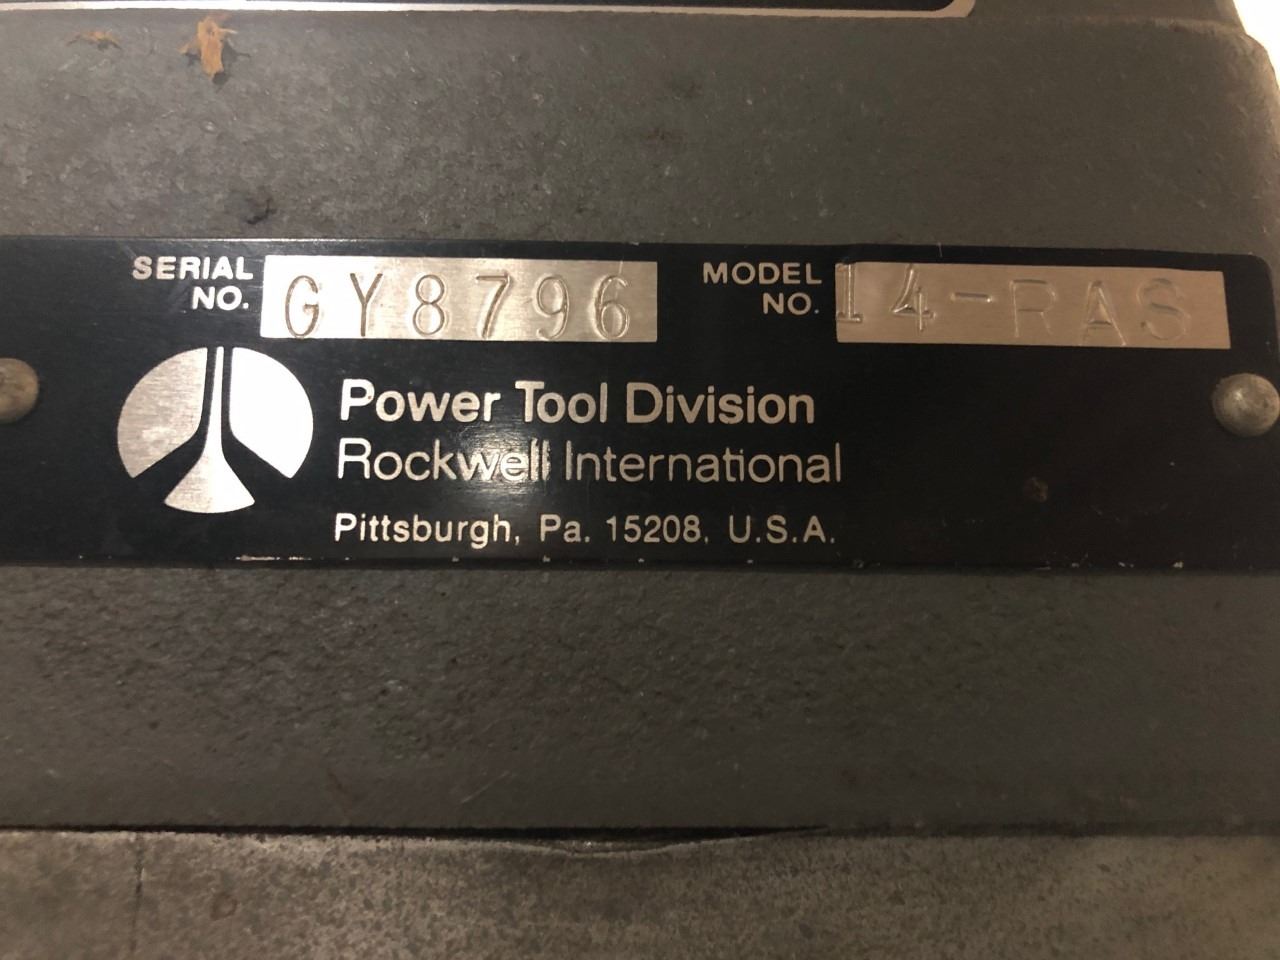 SERIAL NO. GY8796
MODEL NO. 14-RAS
Power Tool Division
Rockwell International
Pittsburgh, Pa. 15208, U.S.A.